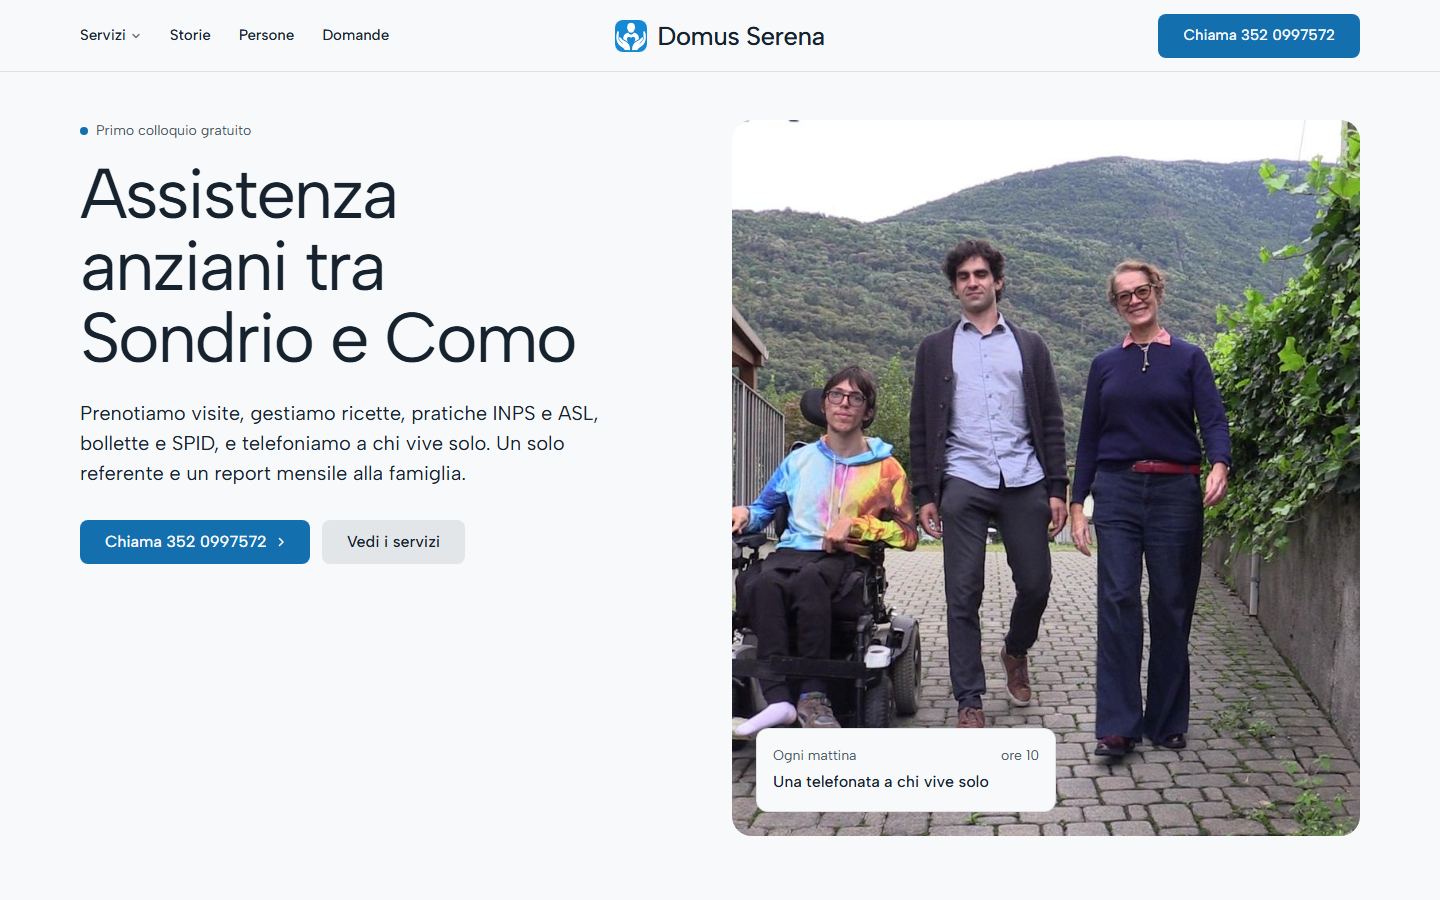 Servizi
Storie
Persone
Domande
Domus Serena
Chiama 352 0997572
Primo colloquio gratuito
Assistenza
anziani tra
Sondrio e Como
Prenotiamo visite, gestiamo ricette, pratiche INPS e ASL,
bollette e SPID, e telefoniamo a chi vive solo. Un solo
referente e un report mensile alla famiglia.
Chiama 352 0997572
Vedi i servizi
Ogni mattina
ore 10
Una telefonata a chi vive solo